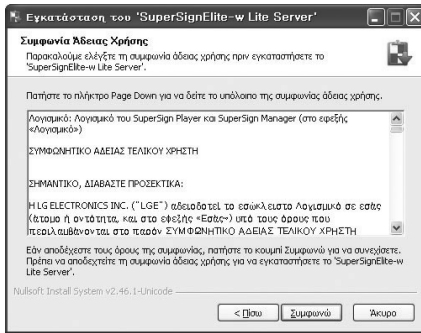 Εγκατάσταση του 'SuperSignElite-w Lite Server'
Συμφωνία Άδειας Χρήσης
Παρακαλούμε ελέγξτε τη συμφωνία άδειας χρήσης πριν εγκαταστήσετε το
'SuperSignElite-w Lite Server'.
Πατήστε το πλήκτρο Page Down για να δείτε το υπόλοιπο της συμφωνίας άδειας χρήσης.
Λογισμικό: Λογισμικό του SuperSign Player και SuperSign Manager (στο εφεξής
«Λογισμικό»)
ΣΥΜΦΩΝΗΤΙΚΟ ΑΔΕΙΑΣ ΤΕΛΙΚΟΥ ΧΡΗΣΤΗ
ΣΗΜΑΝΤΙΚΟ, ΔΙΑΒΑΣΤΕ ΠΡΟΣΕΚΤΙΚΑ:
Η LG ELECTRONICS INC. ("LGE") αδειοδοτεί το εσώκλειστο Λογισμικό σε εσάς
(άτομο ή οντότητα, και στο εφεξής «Εσάς») υπό τους όρους που
περιλαμβάνονται στο παρόν ΣΥΜΦΩΝΗΤΙΚΟ ΑΔΕΙΑΣ ΤΕΛΙΚΟΥ ΧΡΗΣΤΗ
Εάν αποδέχεστε τους όρους της συμφωνίας, πατήστε το κουμπί Συμφωνώ για να συνεχίσετε.
Πρέπει να αποδεχτείτε τη συμφωνία άδειας χρήσης για να εγκαταστήσετε το 'SuperSignElite-w
Lite Server'.
Nullsoft Install System v2.46.1-Unicode
< Πίσω
Συμφωνώ
Άκυρο